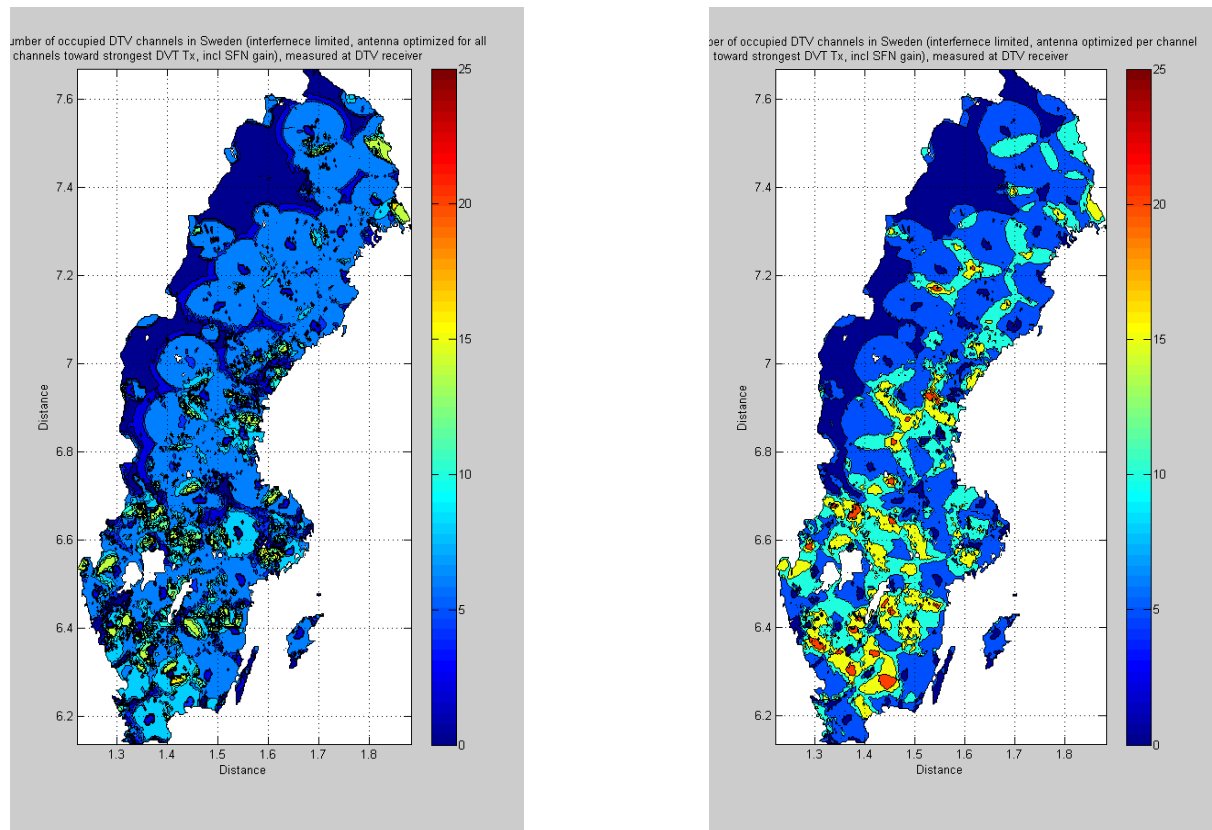 umber of occupied DTV channels in Sweden (interfernece limited, antenna optimized for all
channels toward strongest DVT Tx, incl SFN gain), measured at DTV receiver
7.6
7.4
7.2
7
6.8
6.6
6.4
6.2
Distance
1.3 1.4 1.5 1.6 1.7 1.8
Distance
25
20
15
10
5
0
ber of occupied DTV channels in Sweden (interfernece limited, antenna optimized per channel
toward strongest DVT Tx, incl SFN gain), measured at DTV receiver
7.6
7.4
7.2
7
6.8
6.6
6.4
6.2
Distance
1.3 1.4 1.5 1.6 1.7 1.8
Distance
25
20
15
10
5
0